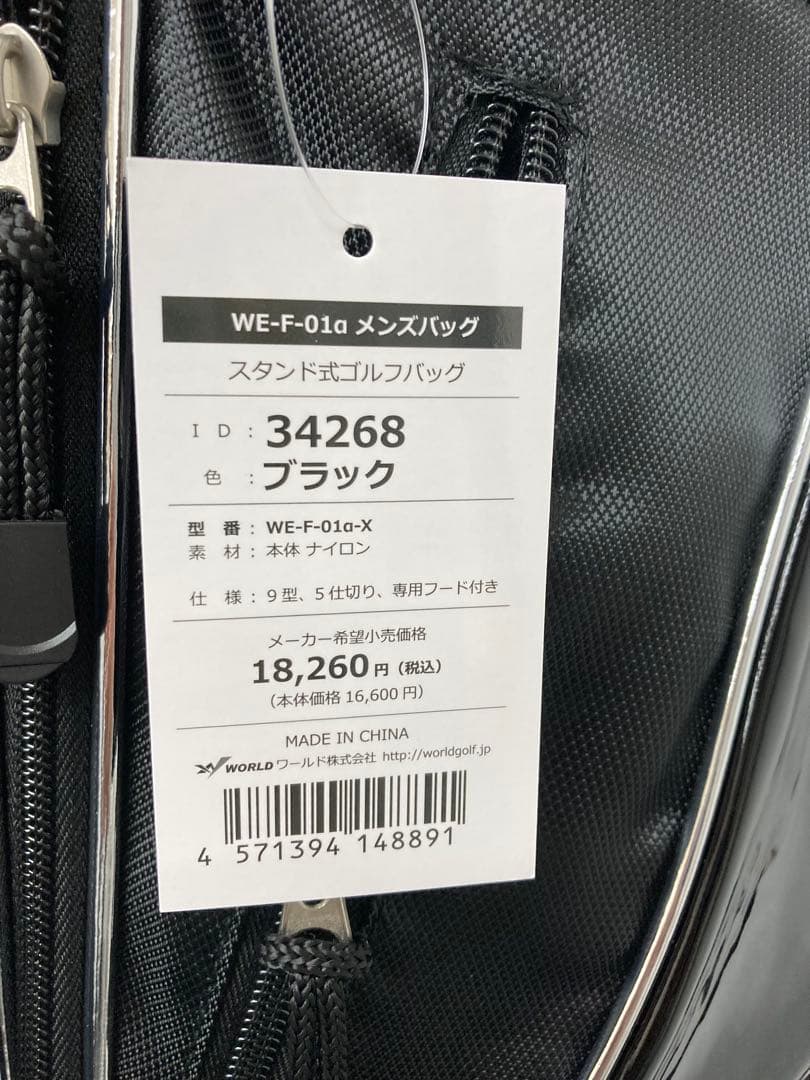 WE-F-01α メンズバッグ
スタンド式ゴルフバッグ
ID：34268
色：ブラック
型番：WE-F-01α-X
素材：本体 ナイロン
仕様：9型、5仕切り、専用フード付き
メーカー希望小売価格
18,260円（税込）
（本体価格16,600円）
MADE IN CHINA
WORLD ワールド株式会社 http://worldgolf.jp
4 571394 148891